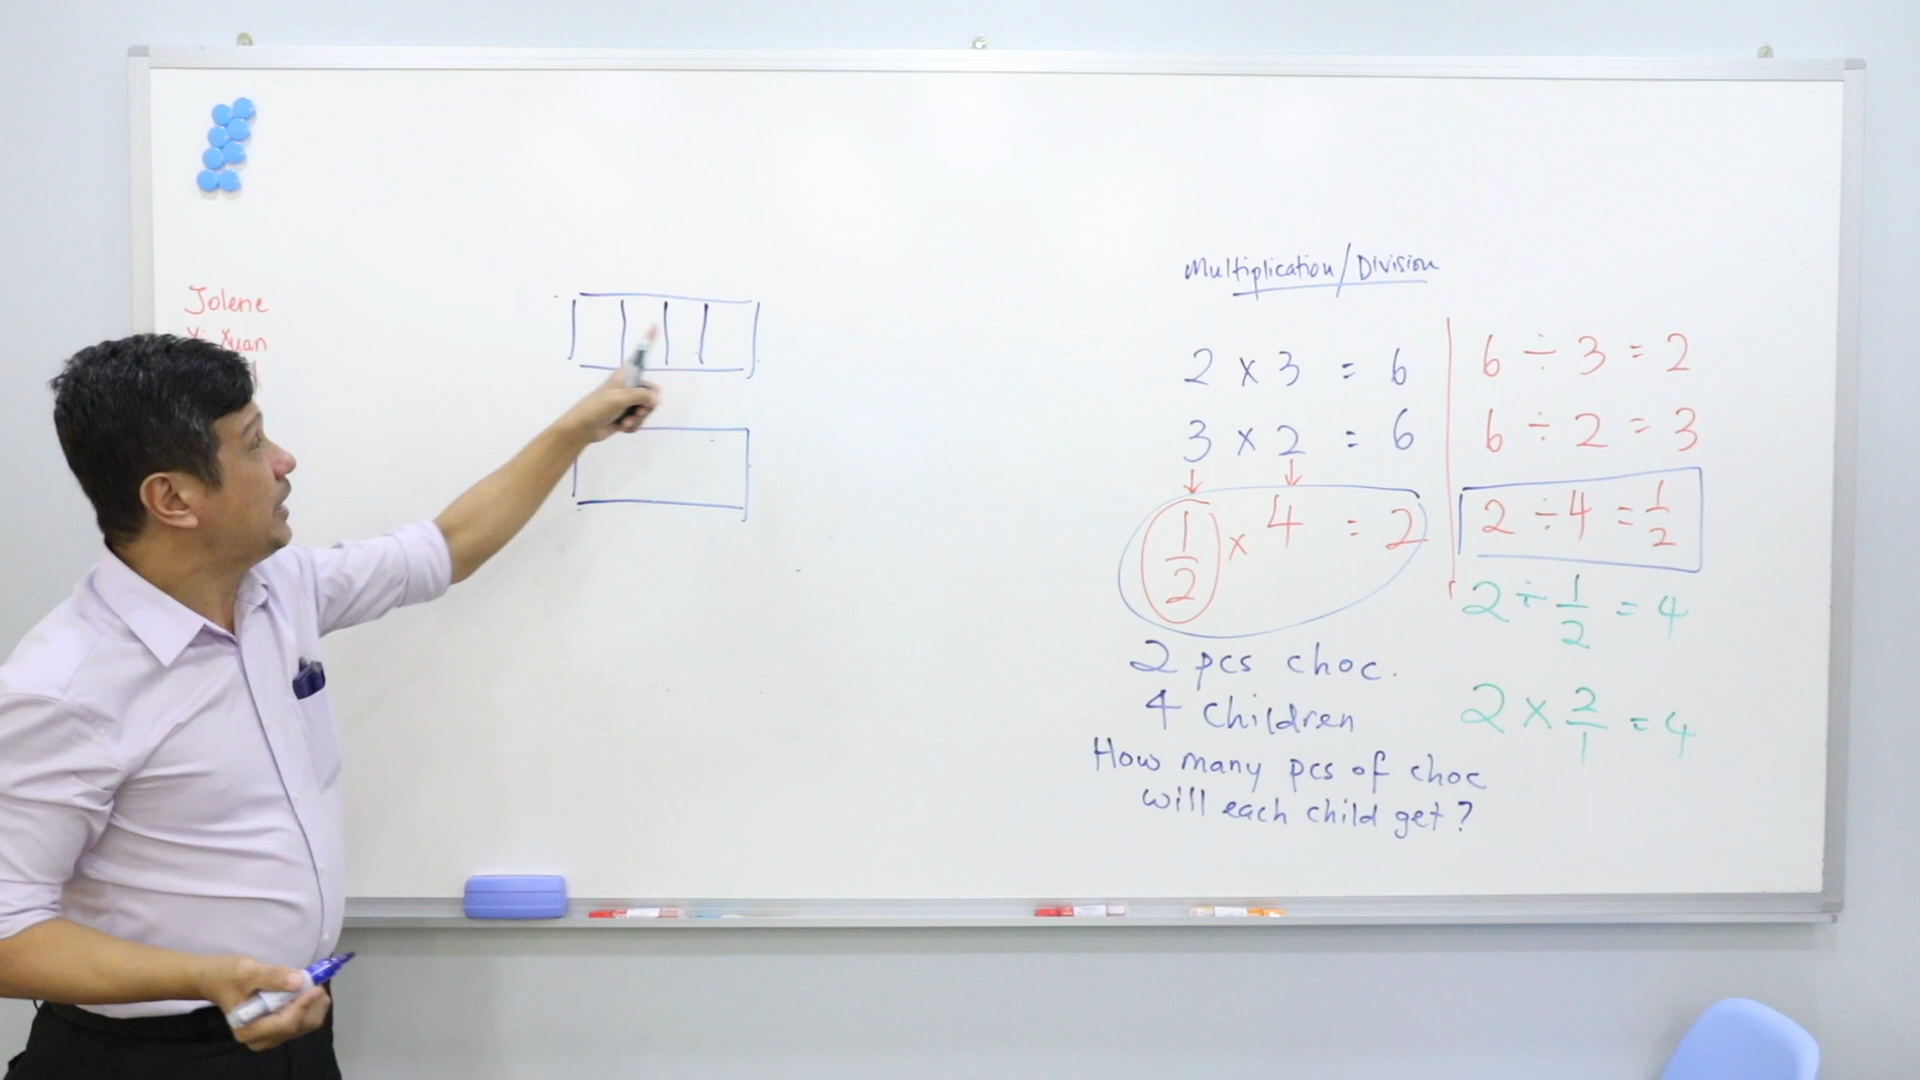 Jolene
Xuan
Multiplication/Division
2 x 3 = 6
3 x 2 = 6
1/2 x 4 = 2
2 pcs choc.
4 children
How many pcs of choc
will each child get?
6 ÷ 3 = 2
6 ÷ 2 = 3
2 ÷ 4 = 1/2
2 ÷ 1/2 = 4
2 x 2/1 = 4